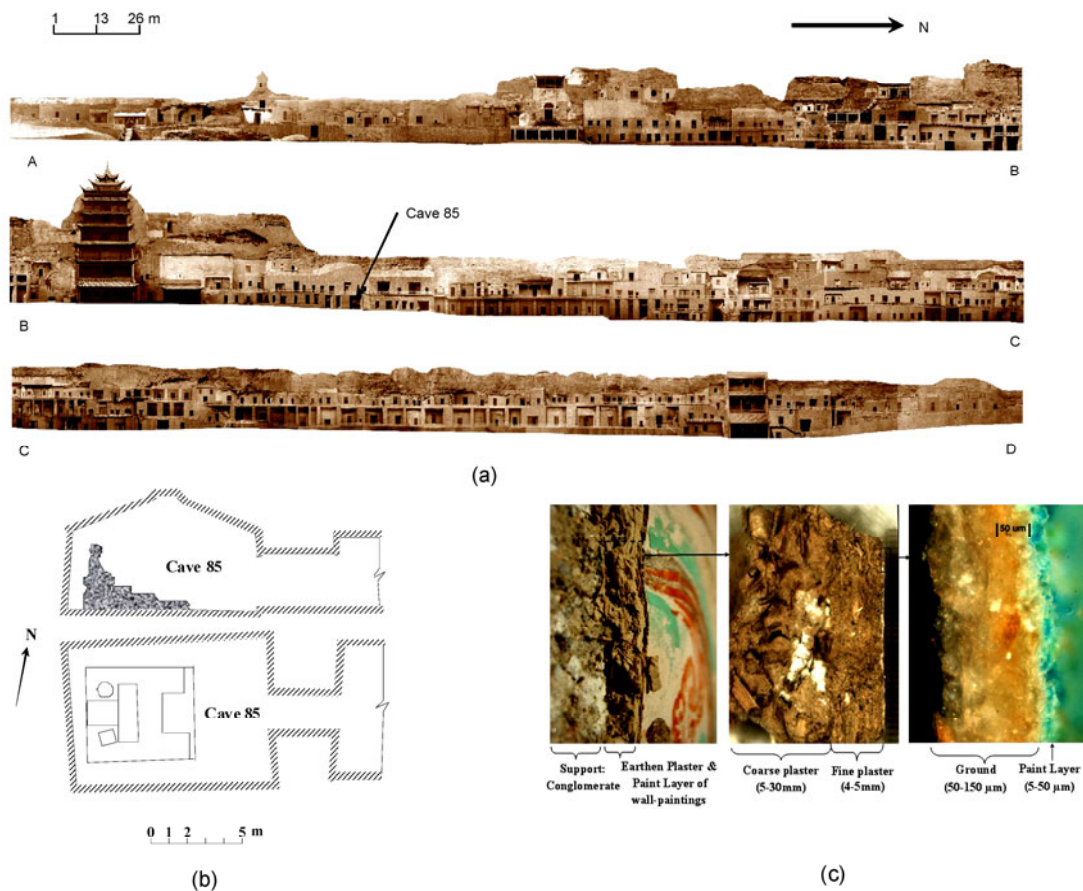 1 13 26 m
N
A
B
Cave 85
B
C
C
D
(a)
Cave 85
N
Cave 85
0 1 2 5 m
(b)
50 um
Support:
Conglomerate
Earthen Plaster &
Paint Layer of
wall-paintings
Coarse plaster
(5-30mm)
Fine plaster
(4-5mm)
Ground
(50-150 μm)
Paint Layer
(5-50 μm)
(c)